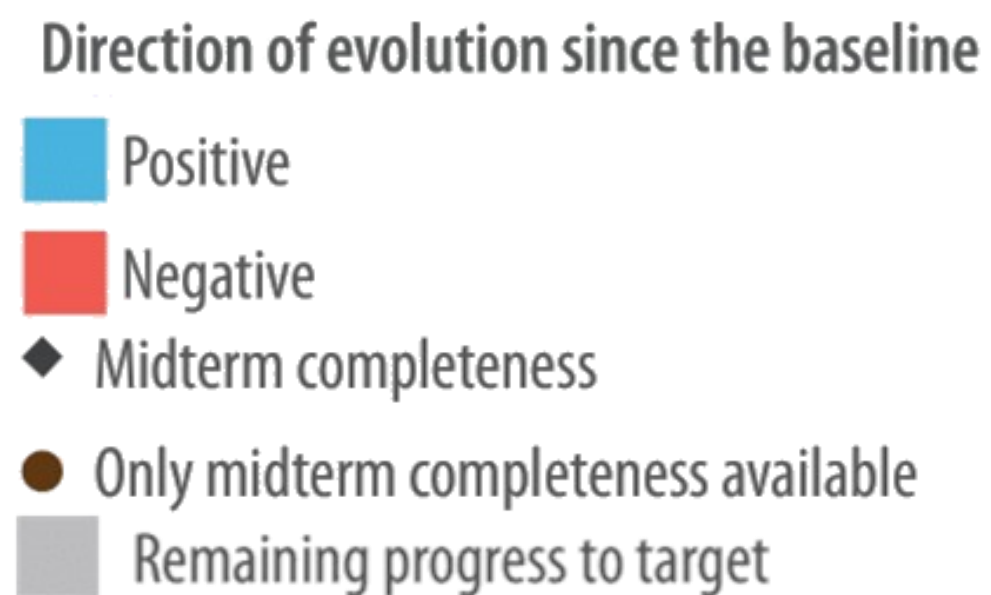 Direction of evolution since the baseline
Positive
Negative
Midterm completeness
Only midterm completeness available
Remaining progress to target